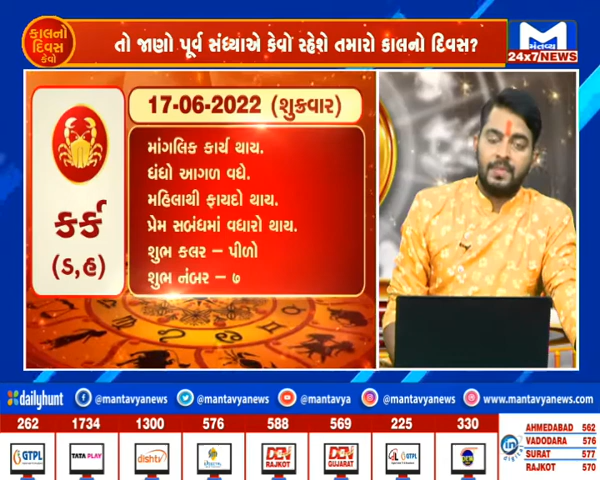 કાલનો
દિવસ
કેવો
તો જાણો પૂર્વ સંધ્યાએ કેવો રહેશે તમારો કાલનો દિવસ?
મંતવ્ય
24x7 NEWS
17-06-2022 (શુક્રવાર)
કર્ક
(ડ,હ)
માંગલિક કાર્ય થાય.
ધંધો આગળ વધે.
મહિલાથી ફાયદો થાય.
પ્રેમ સબંધમાં વધારો થાય.
શુભ કલર – પીળો
શુભ નંબર – ૭
dailyhunt @mantavyanews @mantavyanews @mantavya @mantavyanews @mantavyanews www.mantavyanews.com
262 1734 1300 576 588 569 225 330
GTPL TATA PLAY dishtv DEN RAJKOT DEN GUJARAT
in digital
AHMEDABAD 562
VADODARA 576
SURAT 577
RAJKOT 570